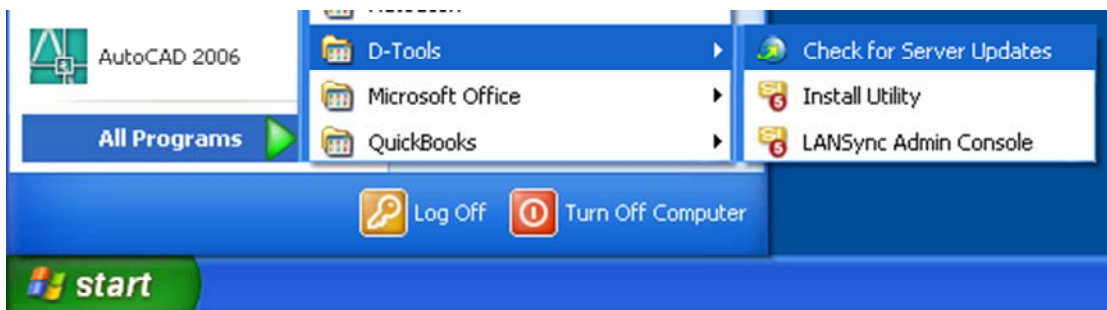 D-Tools
Check for Server Updates
AutoCAD 2006
Microsoft Office
Install Utility
All Programs
QuickBooks
LANSync Admin Console
Log Off
Turn Off Computer
start